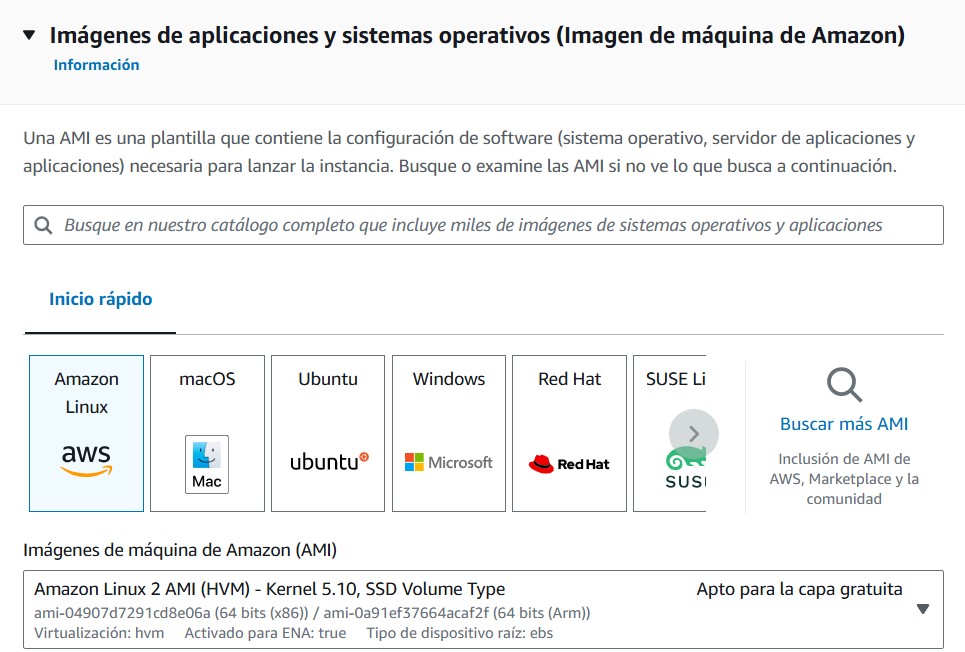 Imágenes de aplicaciones y sistemas operativos (Imagen de máquina de Amazon)
Información
Una AMI es una plantilla que contiene la configuración de software (sistema operativo, servidor de aplicaciones y
aplicaciones) necesaria para lanzar la instancia. Busque o examine las AMI si no ve lo que busca a continuación.
Busque en nuestro catálogo completo que incluye miles de imágenes de sistemas operativos y aplicaciones
Inicio rápido
Amazon
Linux
aws
macOS
Mac
Ubuntu
ubuntu
Windows
Microsoft
Red Hat
Red Hat
SUSE Li
SUS
Buscar más AMI
Inclusión de AMI de
AWS, Marketplace y la
comunidad
Imágenes de máquina de Amazon (AMI)
Amazon Linux 2 AMI (HVM) - Kernel 5.10, SSD Volume Type
Apto para la capa gratuita
ami-04907d7291cd8e06a (64 bits (x86)) / ami-0a91ef37664acaf2f (64 bits (Arm))
Virtualización: hvm Activado para ENA: true Tipo de dispositivo raíz: ebs